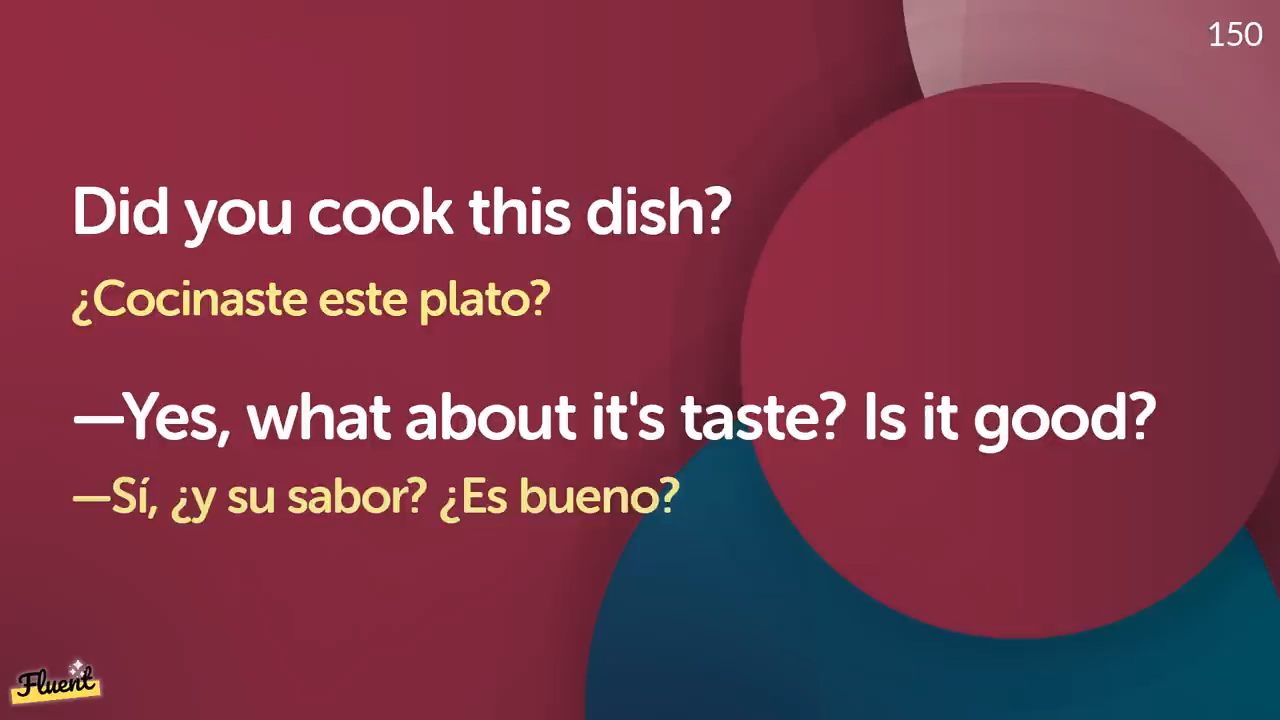 150
Did you cook this dish?
¿Cocinaste este plato?
—Yes, what about it's taste? Is it good?
—Sí, ¿y su sabor? ¿Es bueno?
Fluent